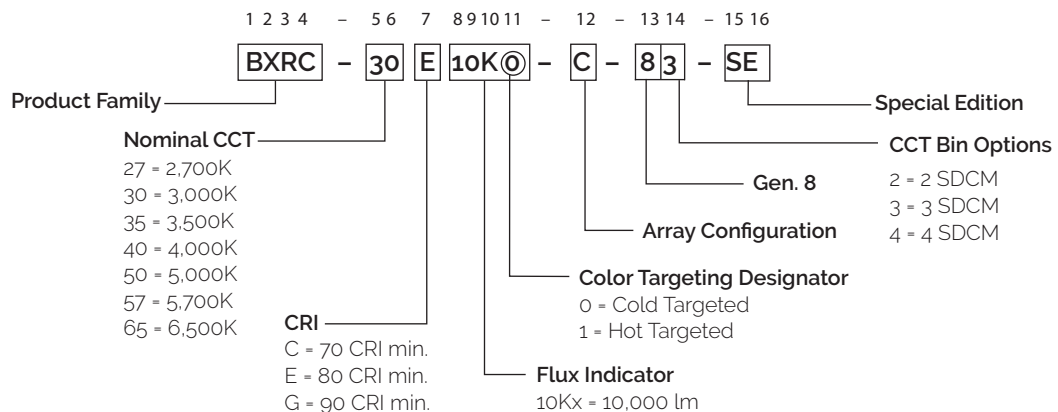 1 2 3 4 – 5 6 7 8 9 10 11 – 12 – 13 14 – 15 16
BXRC – 30 E 10K0 – C – 8 3 – SE
Product Family
Special Edition
Nominal CCT
27 = 2,700K
30 = 3,000K
35 = 3,500K
40 = 4,000K
50 = 5,000K
57 = 5,700K
65 = 6,500K
CCT Bin Options
2 = 2 SDCM
3 = 3 SDCM
4 = 4 SDCM
Gen. 8
Array Configuration
Color Targeting Designator
0 = Cold Targeted
1 = Hot Targeted
CRI
C = 70 CRI min.
E = 80 CRI min.
G = 90 CRI min.
Flux Indicator
10Kx = 10,000 lm